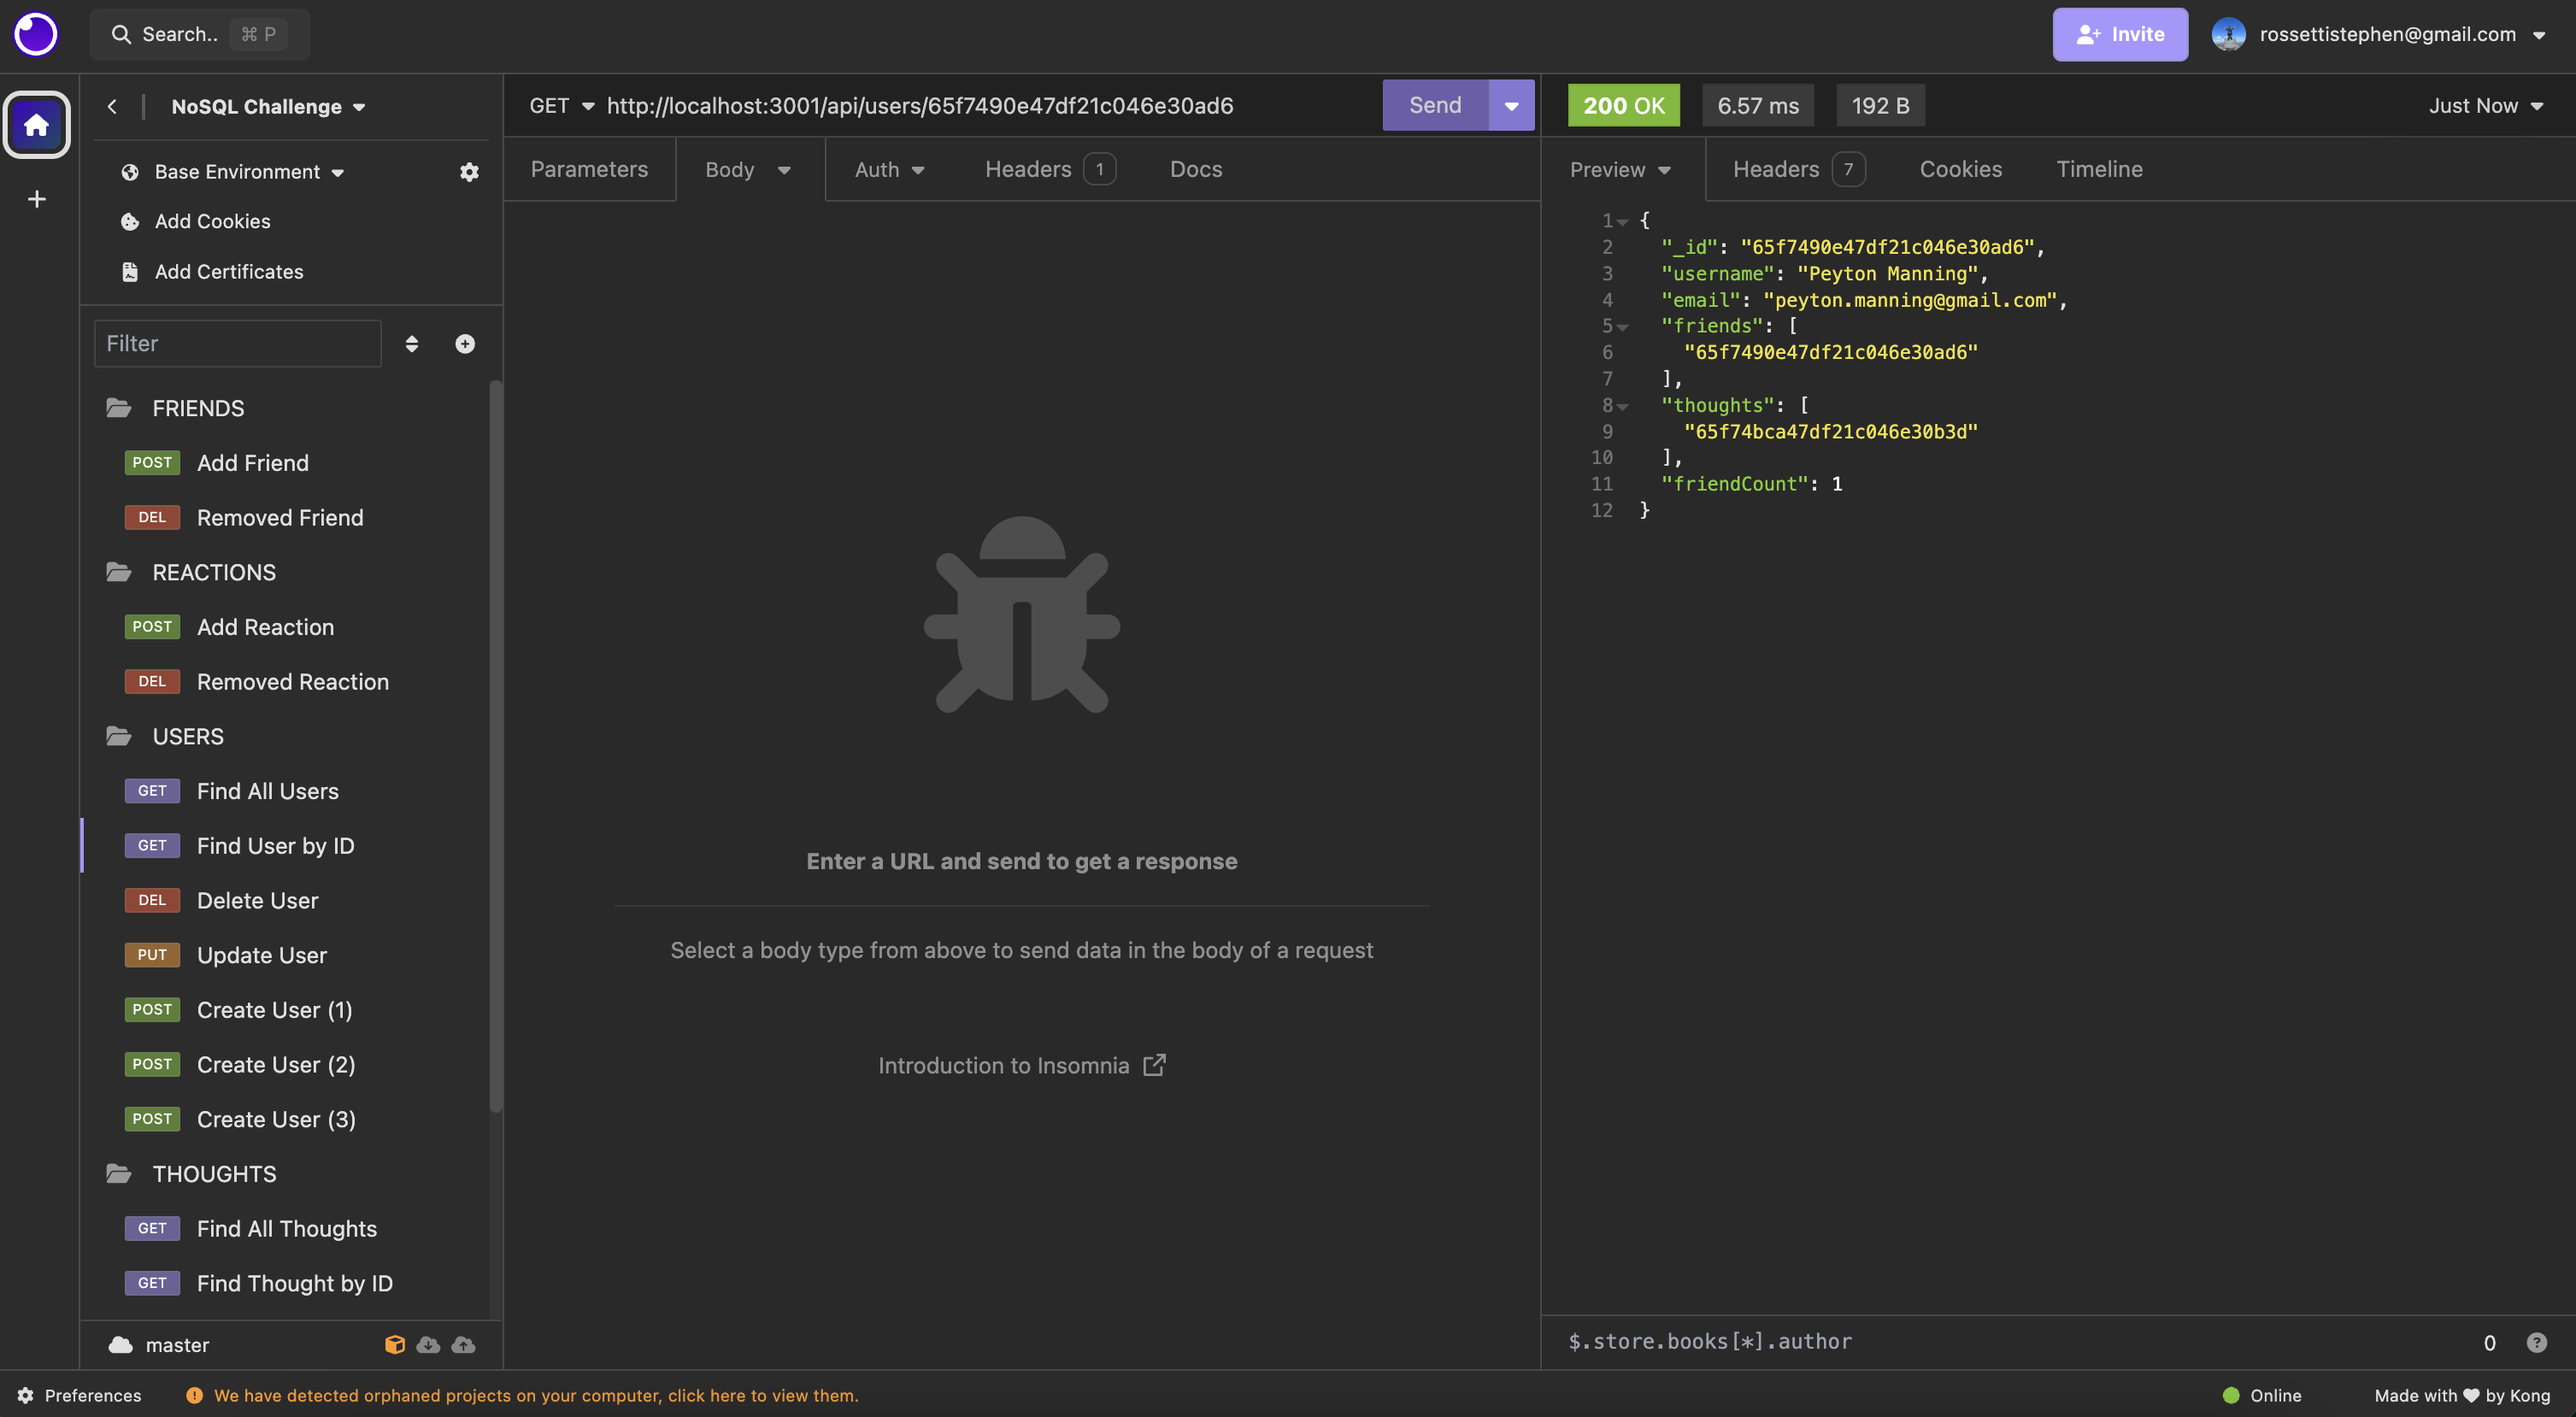 Search.. ⌘ P
Invite
rossettistephen@gmail.com
NoSQL Challenge
Base Environment
Add Cookies
Add Certificates
Filter
FRIENDS
POST Add Friend
DEL Removed Friend
REACTIONS
POST Add Reaction
DEL Removed Reaction
USERS
GET Find All Users
GET Find User by ID
DEL Delete User
PUT Update User
POST Create User (1)
POST Create User (2)
POST Create User (3)
THOUGHTS
GET Find All Thoughts
GET Find Thought by ID
master
GET http://localhost:3001/api/users/65f7490e47df21c046e30ad6 Send
Parameters Body Auth Headers 1 Docs
Enter a URL and send to get a response
Select a body type from above to send data in the body of a request
Introduction to Insomnia
200 OK 6.57 ms 192 B Just Now
Preview Headers 7 Cookies Timeline
1 {
2 "_id": "65f7490e47df21c046e30ad6",
3 "username": "Peyton Manning",
4 "email": "peyton.manning@gmail.com",
5 "friends": [
6 "65f7490e47df21c046e30ad6"
7 ],
8 "thoughts": [
9 "65f74bca47df21c046e30b3d"
10 ],
11 "friendCount": 1
12 }
$.store.books[*].author 0 ?
Preferences ! We have detected orphaned projects on your computer, click here to view them. Online Made with ♥ by Kong